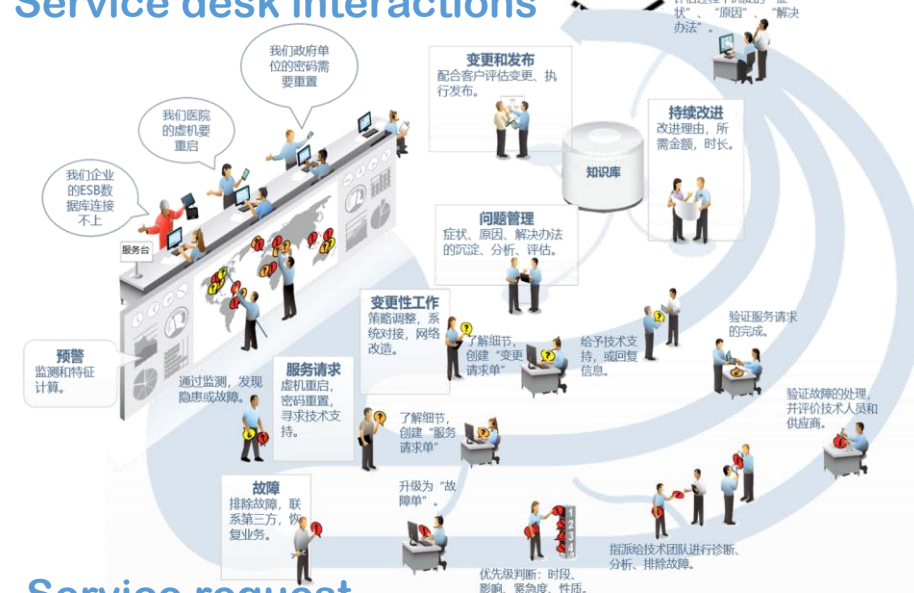 Service desk interactions
状”、“原因”、“解决
办法”。
我们政府单
位的密码需
要重置
变更和发布
配合客户评估变更、执
行发布。
我们医院
的虚机要
重启
持续改进
改进理由，所
需金额，时长。
知识库
我们企业
的ESB数
据库连接
不上
问题管理
症状、原因、解决办法
的沉淀、分析、评估。
服务台
变更性工作
策略调整，系
统对接，网络
改造。
了解细节，
创建“变更
请求单”
给予技术支
持，或回复
信息。
验证服务请求
的完成。
预警
监测和特征
计算。
通过监测，发现
隐患或故障。
服务请求
虚机重启，
密码重置，
寻求技术支
持。
了解细节，
创建“服务
请求单”
验证故障的处理，
并评价技术人员和
供应商。
故障
排除故障，联
系第三方，恢
复业务。
升级为“故
障单”。
1
2
3
4
优先级判断：时段、
影响、紧急度、性质。
指派给技术团队进行诊断、
分析、排除故障。
Service request